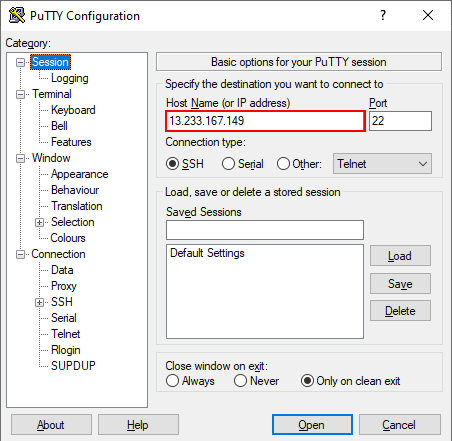 PuTTY Configuration
?
Category:
Session
Logging
Terminal
Keyboard
Bell
Features
Window
Appearance
Behaviour
Translation
Selection
Colours
Connection
Data
Proxy
SSH
Serial
Telnet
Rlogin
SUPDUP
Basic options for your PuTTY session
Specify the destination you want to connect to
Host Name (or IP address) Port
13.233.167.149 22
Connection type:
SSH Serial Other: Telnet
Load, save or delete a stored session
Saved Sessions
Default Settings
Load
Save
Delete
Close window on exit:
Always Never Only on clean exit
About Help Open Cancel